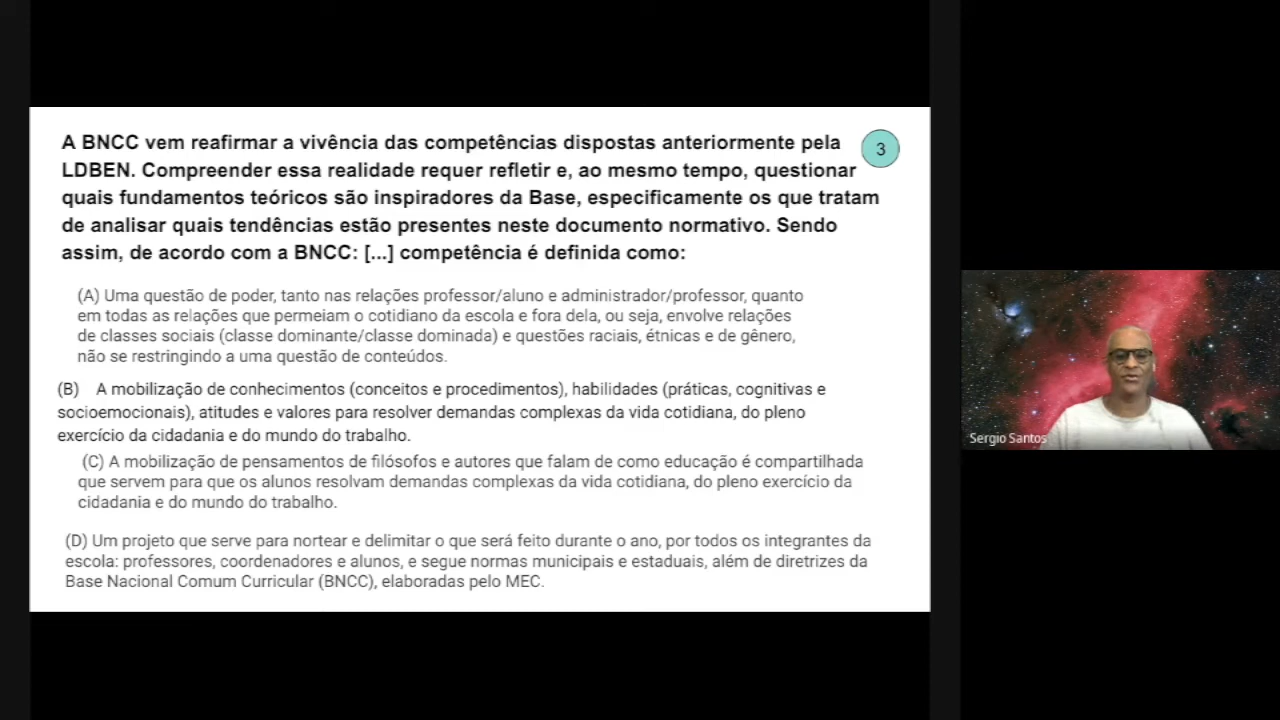 A BNCC vem reafirmar a vivência das competências dispostas anteriormente pela
LDBEN. Compreender essa realidade requer refletir e, ao mesmo tempo, questionar
quais fundamentos teóricos são inspiradores da Base, especificamente os que tratam
de analisar quais tendências estão presentes neste documento normativo. Sendo
assim, de acordo com a BNCC: [...] competência é definida como:
3
(A) Uma questão de poder, tanto nas relações professor/aluno e administrador/professor, quanto
em todas as relações que permeiam o cotidiano da escola e fora dela, ou seja, envolve relações
de classes sociais (classe dominante/classe dominada) e questões raciais, étnicas e de gênero,
não se restringindo a uma questão de conteúdos.
(B) A mobilização de conhecimentos (conceitos e procedimentos), habilidades (práticas, cognitivas e
socioemocionais), atitudes e valores para resolver demandas complexas da vida cotidiana, do pleno
exercício da cidadania e do mundo do trabalho.
(C) A mobilização de pensamentos de filósofos e autores que falam de como educação é compartilhada
que servem para que os alunos resolvam demandas complexas da vida cotidiana, do pleno exercício da
cidadania e do mundo do trabalho.
(D) Um projeto que serve para nortear e delimitar o que será feito durante o ano, por todos os integrantes da
escola: professores, coordenadores e alunos, e segue normas municipais e estaduais, além de diretrizes da
Base Nacional Comum Curricular (BNCC), elaboradas pelo MEC.
Sergio Santos